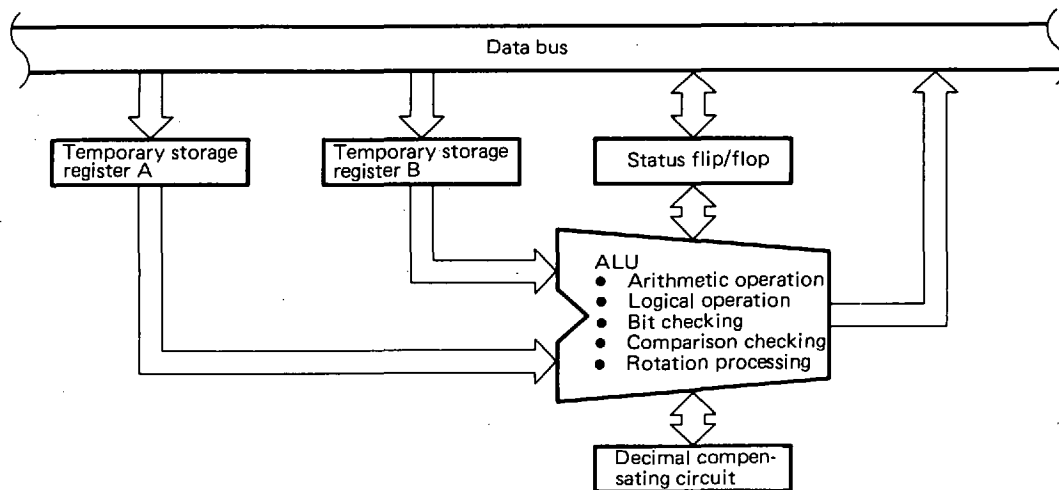 Data bus
Temporary storage
register A
Temporary storage
register B
Status flip/flop
ALU
● Arithmetic operation
● Logical operation
● Bit checking
● Comparison checking
● Rotation processing
Decimal compen-
sating circuit